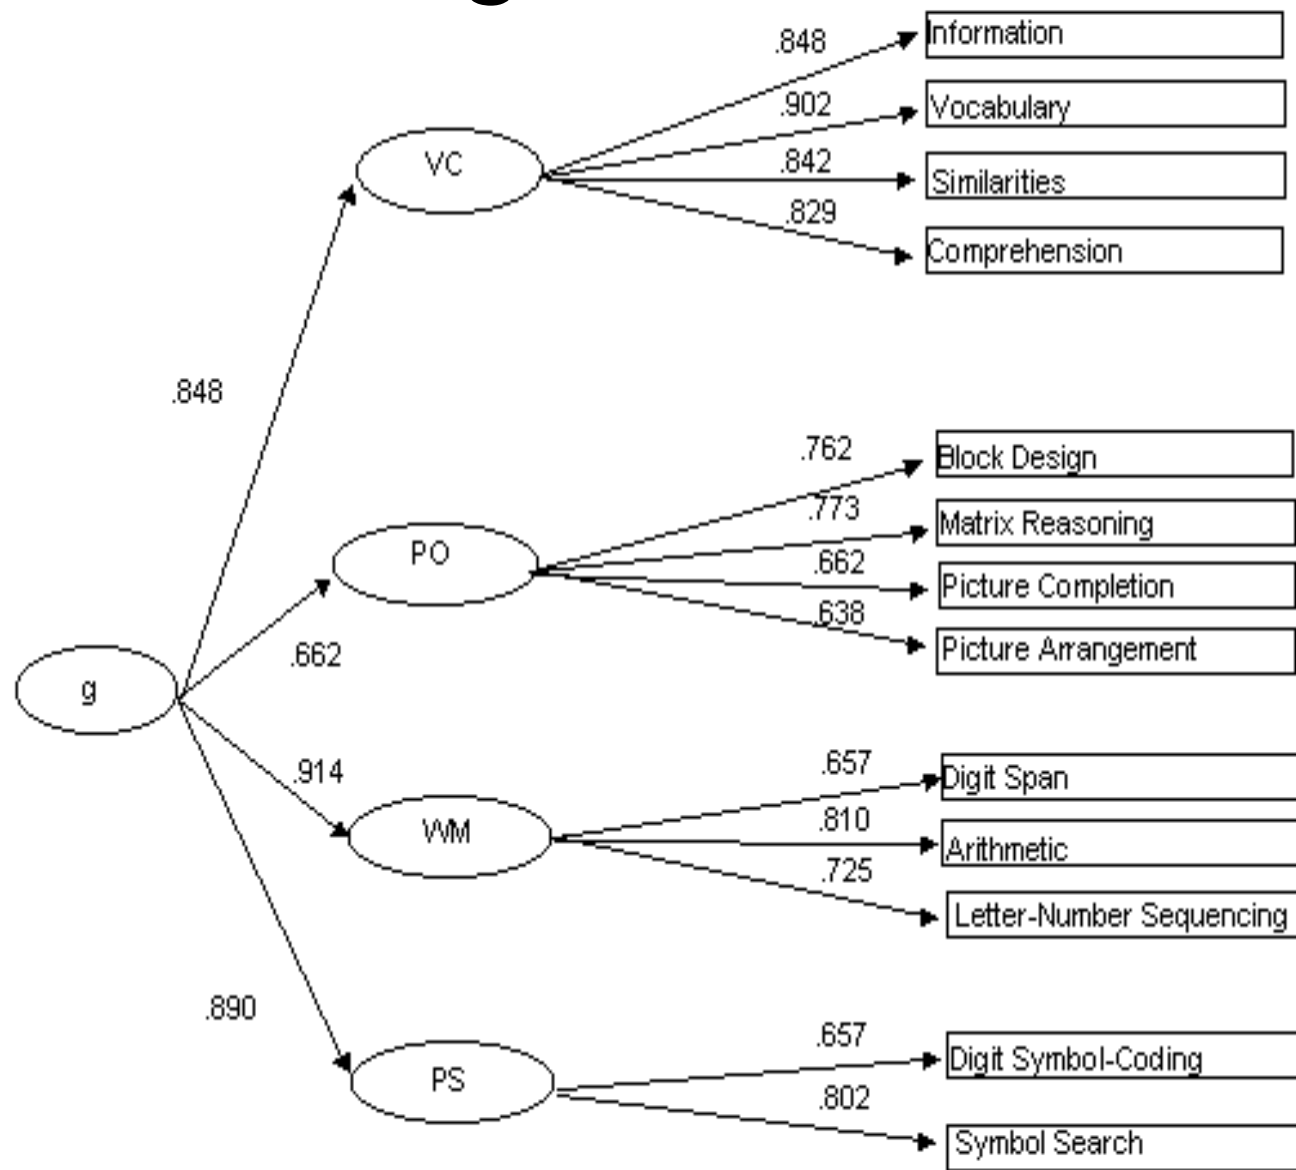 .848
Information
.902
Vocabulary
VC
.842
Similarities
.829
Comprehension
.848
.762
Block Design
.773
Matrix Reasoning
PO
.662
Picture Completion
.638
Picture Arrangement
.662
g
.914
.657
Digit Span
WM
.810
Arithmetic
.725
Letter-Number Sequencing
.890
.657
Digit Symbol-Coding
PS
.802
Symbol Search